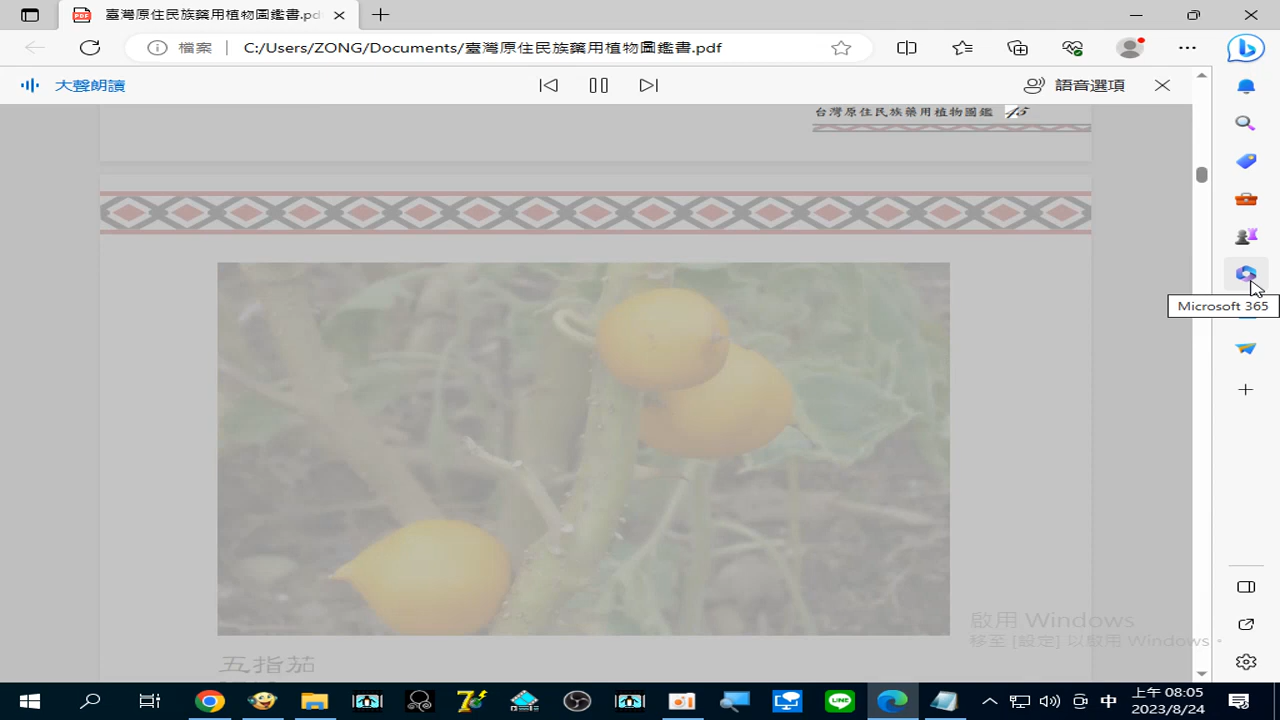 臺灣原住民族藥用植物圖鑑書.pd
檔案
C:/Users/ZONG/Documents/臺灣原住民族藥用植物圖鑑書.pdf
大聲朗讀
語音選項
台灣原住民族藥用植物圖鑑 45
Microsoft 365
五指茄
啟用 Windows
移至 [設定] 以啟用 Windows。
中
上午 08:05
2023/8/24